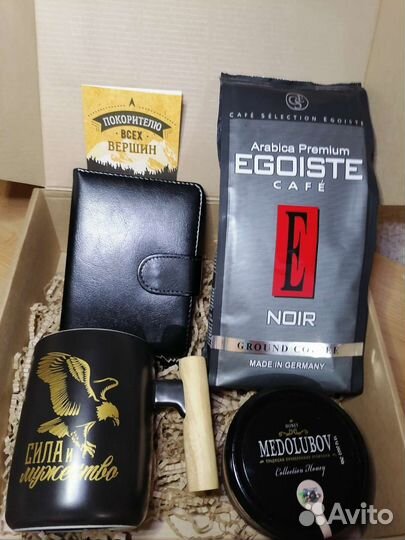 ПОКОРИТЕЛЮ
ВСЕХ
ВЕРШИН
CAFÉ SÉLECTION EGOISTE
Arabica Premium
EGOISTE
CAFÉ
E
NOIR
GROUND COFFEE
MADE IN GERMANY
СИЛА и
мужество
HONEY
MEDOLUBOV
Collection Honey
Avito